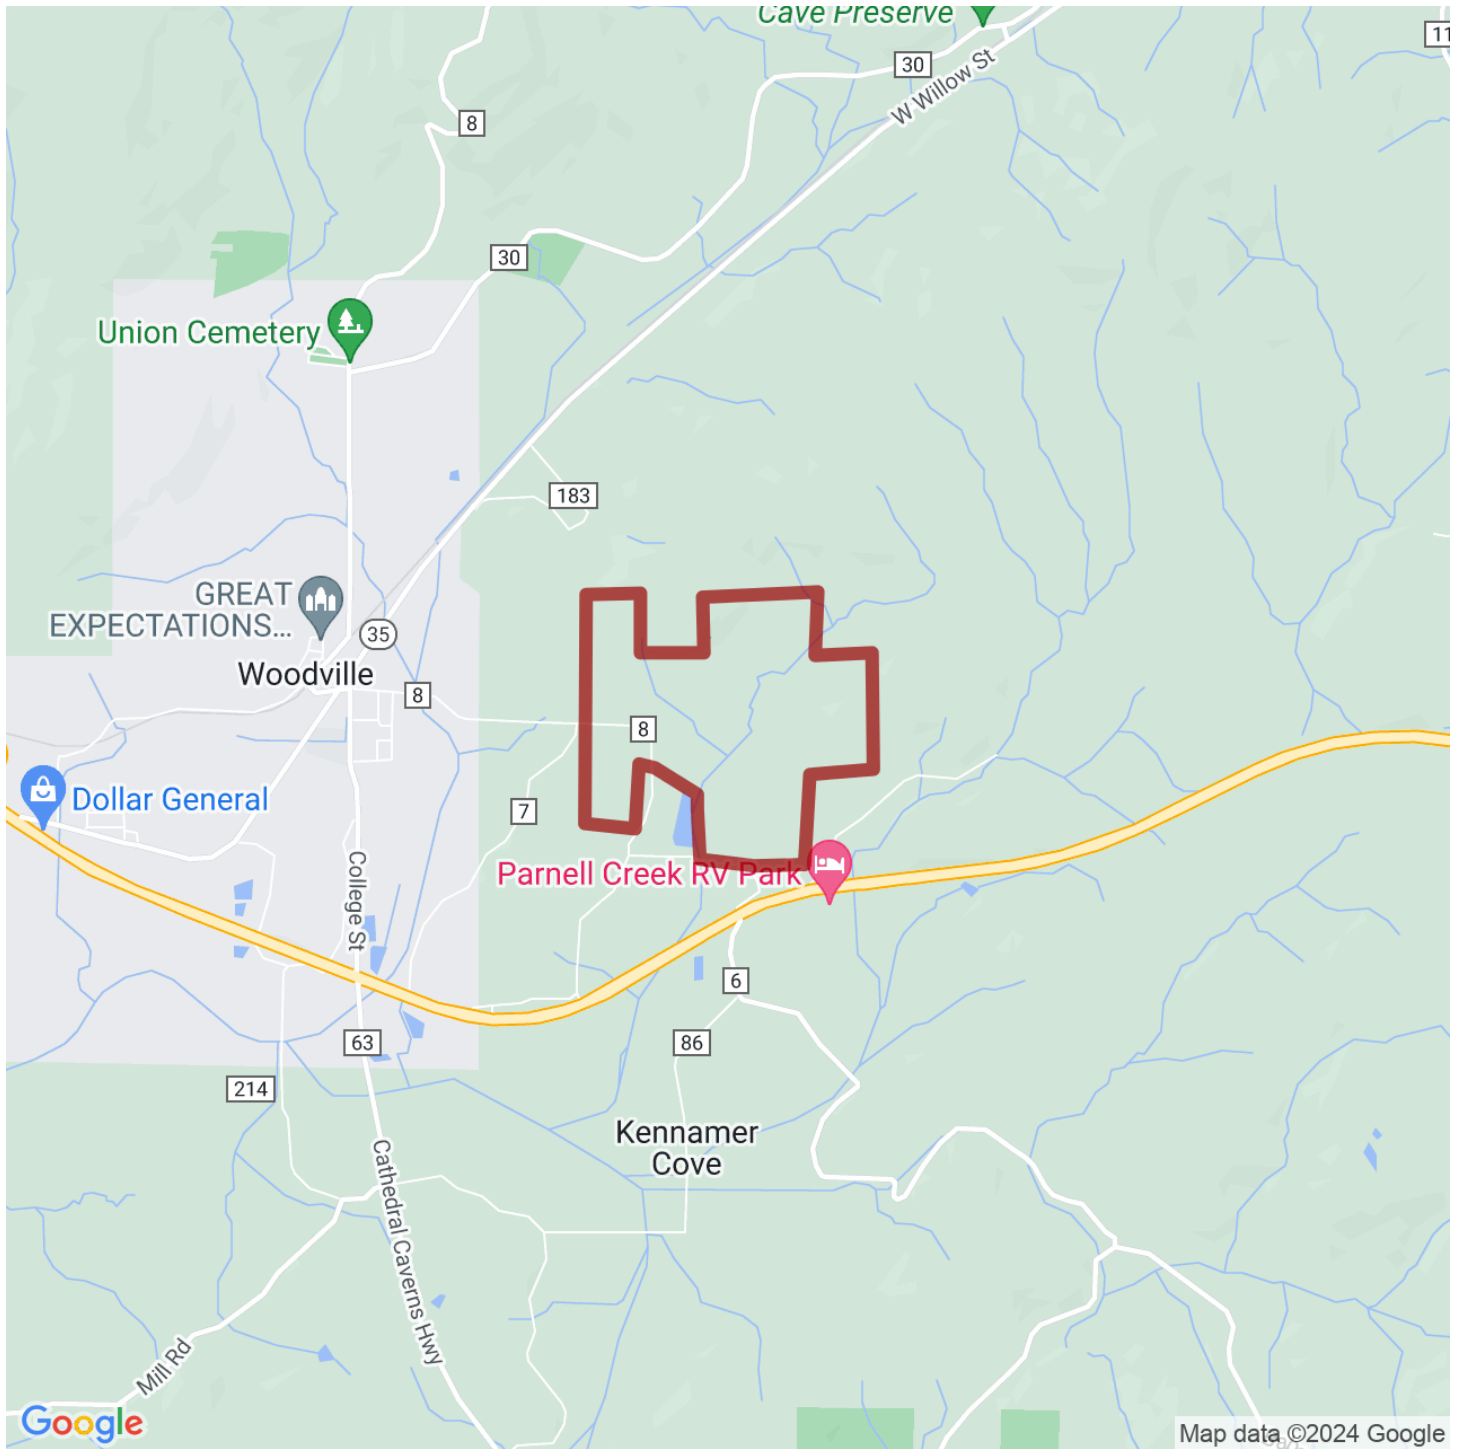 Cave Preserve
11
30
W Willow St
8
30
Union Cemetery
183
GREAT
EXPECTATIONS...
35
Woodville
8
8
Dollar General
7
College St
Parnell Creek RV Park
6
63
86
214
Kennamer
Cove
Cathedral Caverns Hwy
Mill Rd
Google
Map data ©2024 Google